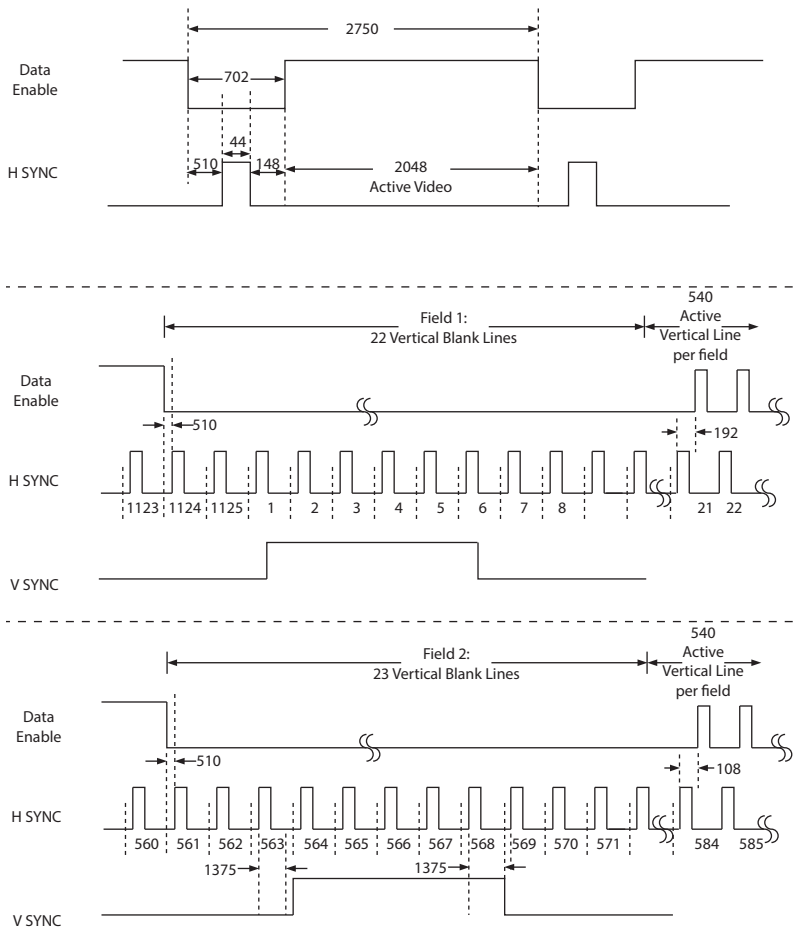 2750
Data
Enable
702
44
510
148
2048
Active Video
H SYNC
540
Active
Vertical Line
per field
Field 1:
22 Vertical Blank Lines
Data
Enable
510
192
H SYNC
1123 1124 1125 1 2 3 4 5 6 7 8 21 22
V SYNC
540
Active
Vertical Line
per field
Field 2:
23 Vertical Blank Lines
Data
Enable
510
108
H SYNC
560 561 562 563 564 565 566 567 568 569 570 571 584 585
1375 1375
V SYNC